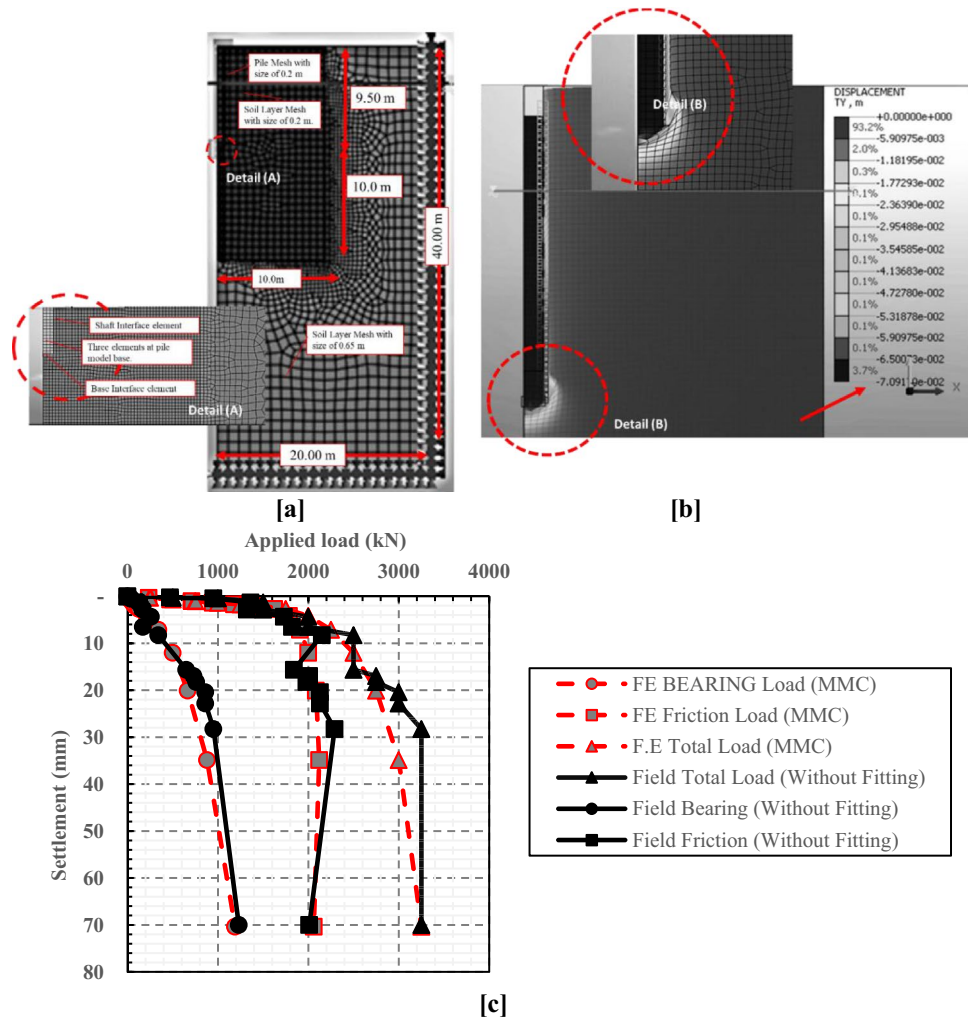 Pile Mesh with
size of 0.2 m
Soil Layer Mesh
with size of 0.2 m.
9.50 m
Detail (A)
10.0 m
40.00 m
10.0m
Shaft Interface element
Three elements at pile
model base.
Base Interface element
Detail (A)
Soil Layer Mesh with
size of 0.65 m
20.00 m
[a]
(b)
Detail (B)
DISPLACEMENT
TY , m
+0.00000e+000
93.2%
-5.90975e-003
2.0%
-1.18195e-002
0.3%
-1.77293e-002
0.1%
-2.36390e-002
0.1%
-2.95488e-002
0.1%
-3.54585e-002
0.1%
-4.13683e-002
0.1%
-4.72780e-002
0.1%
-5.31878e-002
0.1%
-5.90975e-002
0.1%
3.7%
X
Detail (B)
[b]
Applied load (kN)
0 1000 2000 3000 4000
Settlement (mm)
-
10
20
30
40
50
60
70
80
FE BEARING Load (MMC)
FE Friction Load (MMC)
F.E Total Load (MMC)
Field Total Load (Without Fitting)
Field Bearing (Without Fitting)
Field Friction (Without Fitting)
[c]